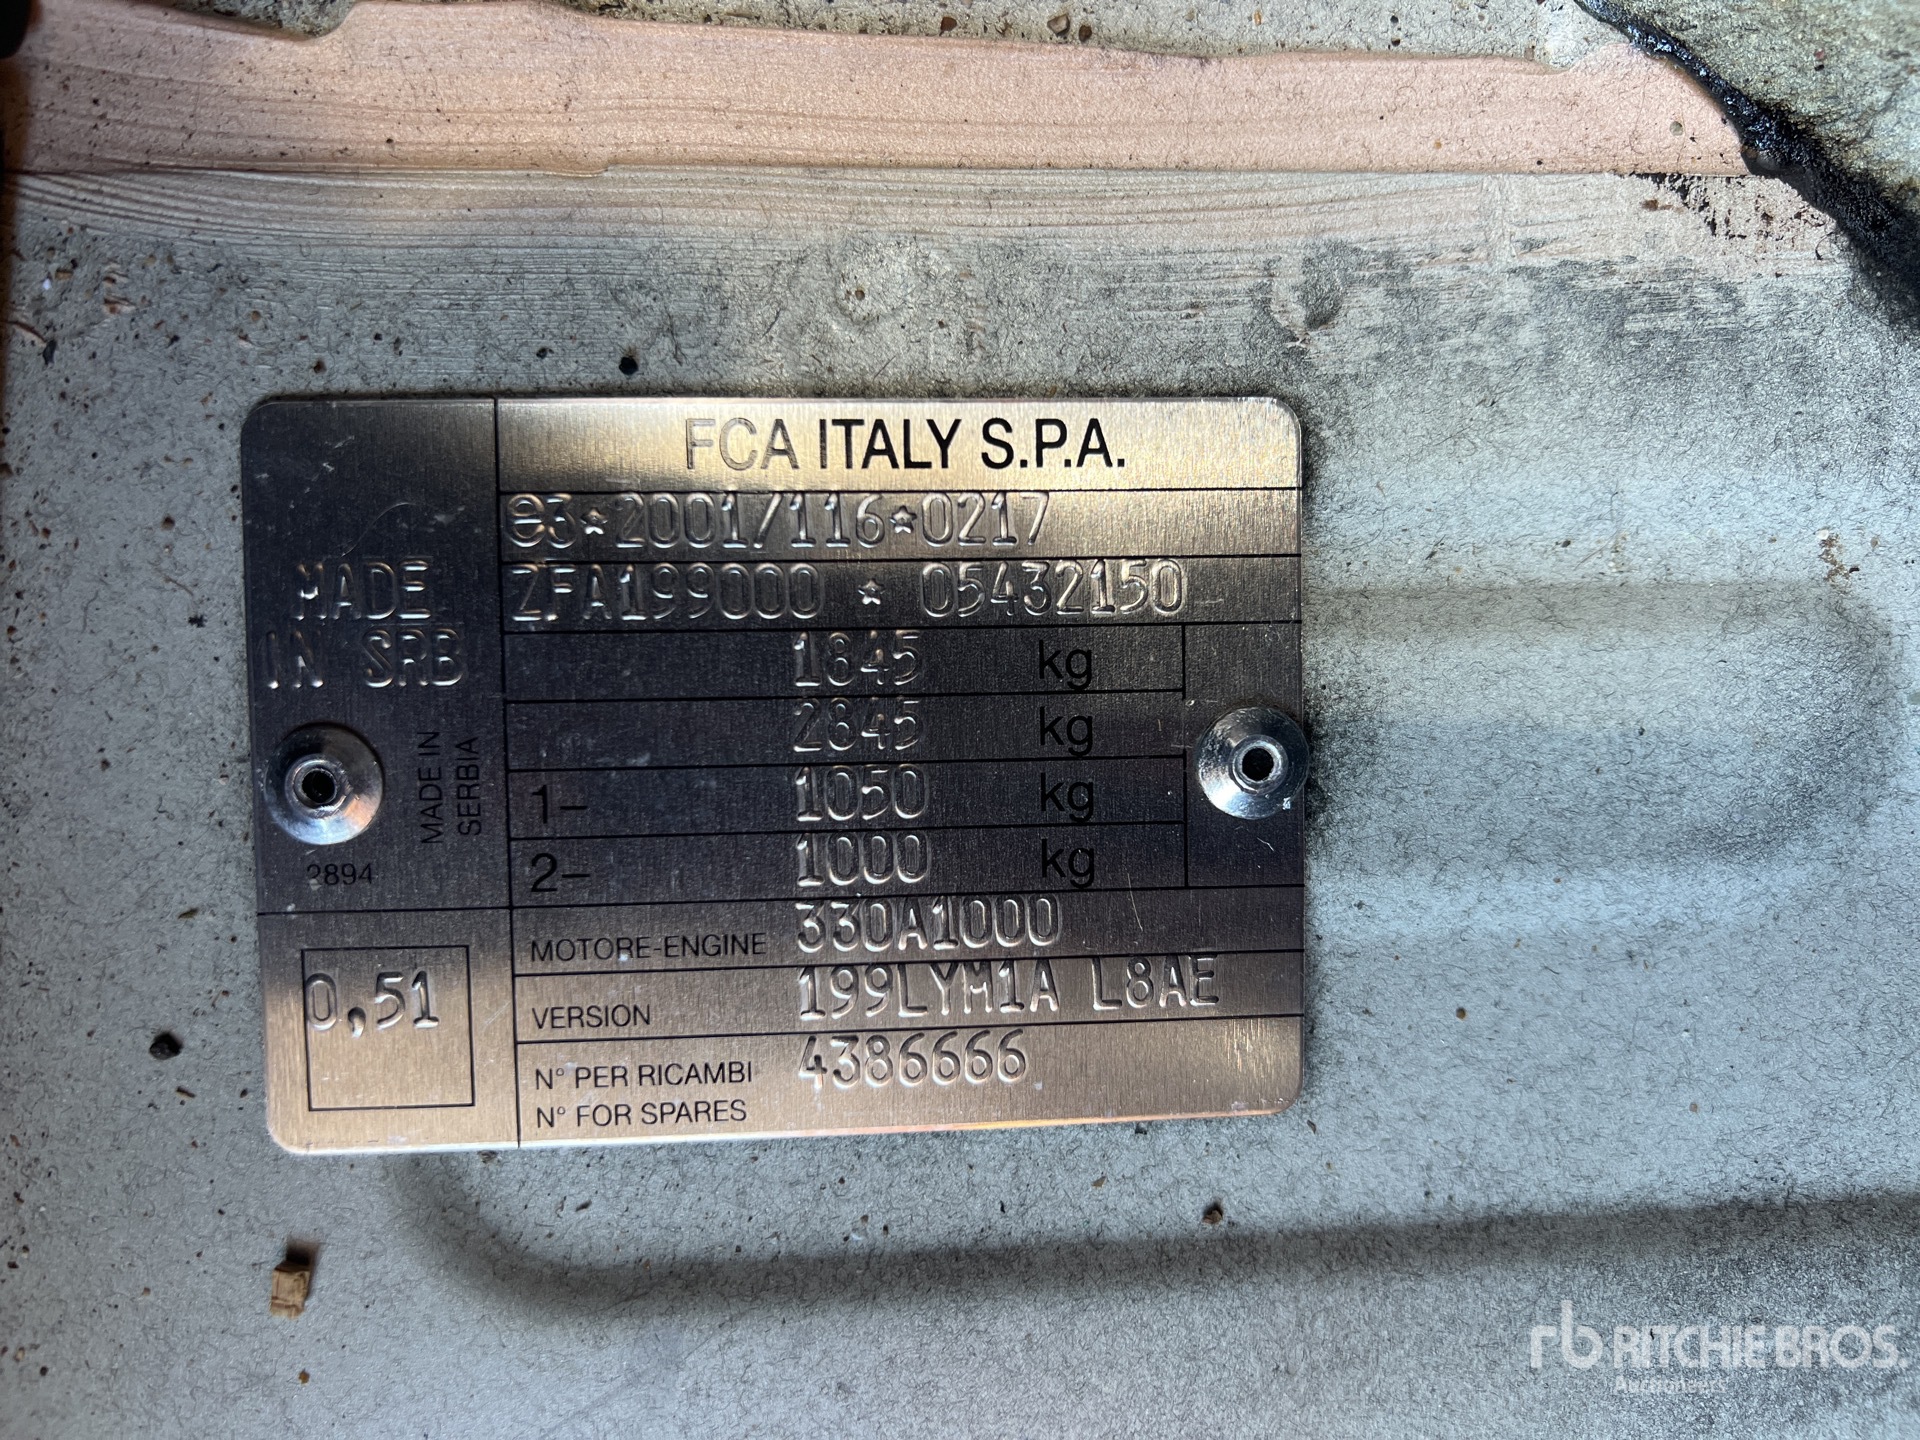 FCA ITALY S.P.A.
e3*2001/116*0217
ZFA199000 * 05432150
MADE
IN SRB
1845 kg
2845 kg
1- 1050 kg
2- 1000 kg
MADE IN
SERBIA
2894
MOTORE-ENGINE 330A1000
VERSION 199LYM1A L8AE
0,51
N° PER RICAMBI 4386666
N° FOR SPARES
rb RITCHIE BROS.
Auctioneers